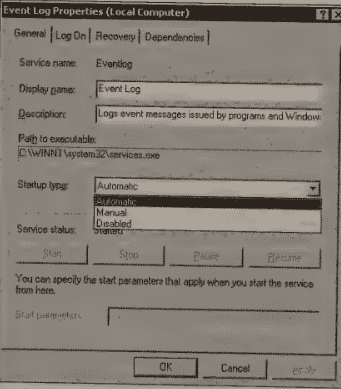 Event Log Properties (Local Computer)
General Log On Recovery Dependencies
Service name: Eventlog
Display name: Event Log
Description: Logs event messages issued by programs and Window
Path to executable:
C:\WINNT\system32\services.exe
Startup type: Automatic
Automatic
Manual
Disabled
Service status: Started
Start Stop Pause Resume
You can specify the start parameters that apply when you start the service
from here.
Start parameters:
OK Cancel Apply